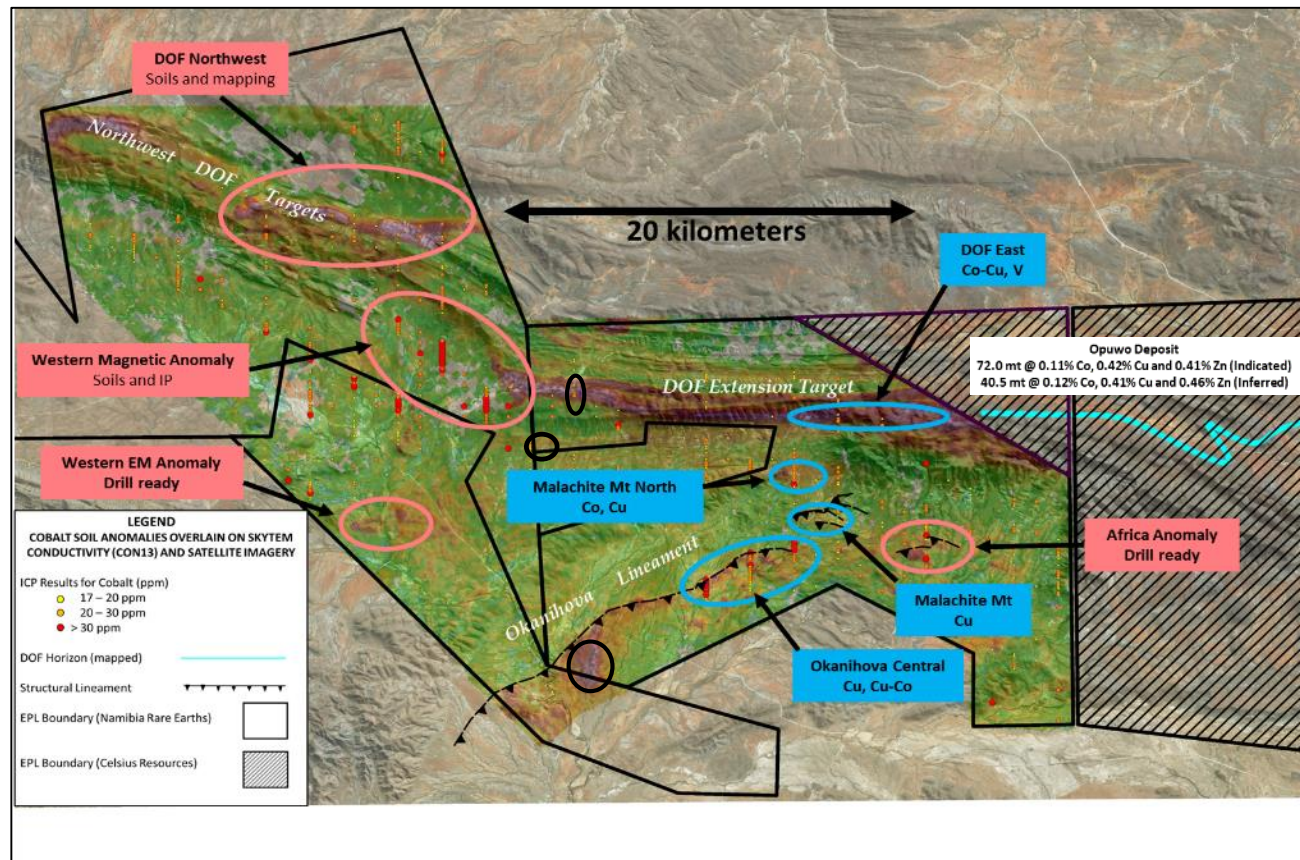 DOF Northwest
Soils and mapping
Northwest DOF Targets
20 kilometers
DOF East
Co-Cu, V
Western Magnetic Anomaly
Soils and IP
DOF Extension Target
Opuwo Deposit
72.0 mt @ 0.11% Co, 0.42% Cu and 0.41% Zn (Indicated)
40.5 mt @ 0.12% Co, 0.41% Cu and 0.46% Zn (Inferred)
Western EM Anomaly
Drill ready
Malachite Mt North
Co, Cu
Africa Anomaly
Drill ready
Okanihova Lineament
Malachite Mt
Cu
Okanihova Central
Cu, Cu-Co
LEGEND
COBALT SOIL ANOMALIES OVERLAIN ON SKYTEM
CONDUCTIVITY (CON13) AND SATELLITE IMAGERY
ICP Results for Cobalt (ppm)
17 – 20 ppm
20 – 30 ppm
> 30 ppm
DOF Horizon (mapped)
Structural Lineament
EPL Boundary (Namibia Rare Earths)
EPL Boundary (Celsius Resources)